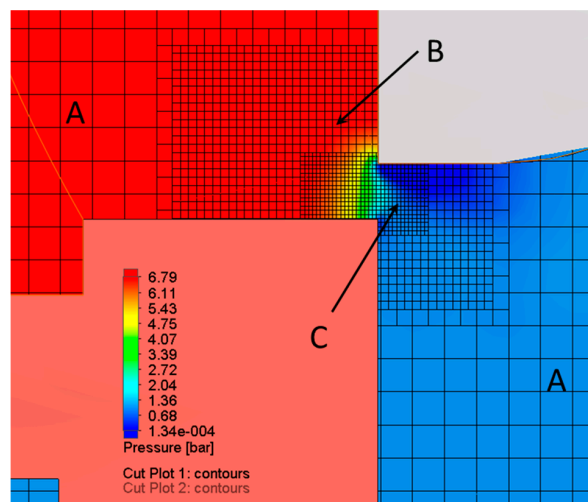 B
A
6.79
6.11
5.43
4.75
4.07
3.39
2.72
2.04
1.36
0.68
1.34e-004
Pressure [bar]
C
A
Cut Plot 1: contours
Cut Plot 2: contours